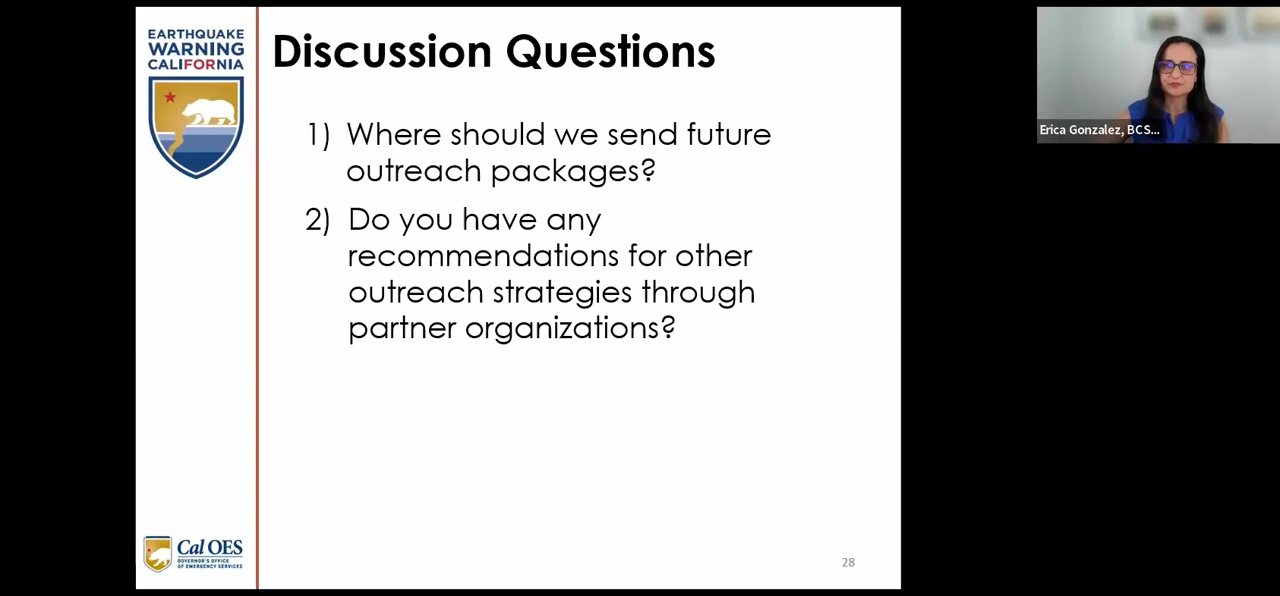 EARTHQUAKE
WARNING
CALIFORNIA
Discussion Questions
1) Where should we send future
outreach packages?
2) Do you have any
recommendations for other
outreach strategies through
partner organizations?
Cal OES
GOVERNOR'S OFFICE
OF EMERGENCY SERVICES
28
Erica Gonzalez, BCS...